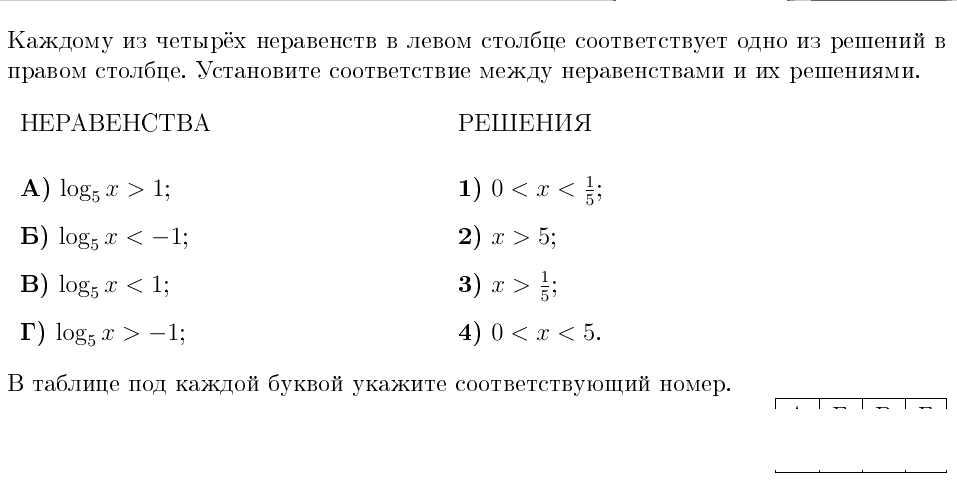 Каждому из четырёх неравенств в левом столбце соответствует одно из решений в
правом столбце. Установите соответствие между неравенствами и их решениями.
НЕРАВЕНСТВА РЕШЕНИЯ
А) log₅ x > 1; 1) 0 < x < 1/5;
Б) log₅ x < −1; 2) x > 5;
В) log₅ x < 1; 3) x > 1/5;
Г) log₅ x > −1; 4) 0 < x < 5.
В таблице под каждой буквой укажите соответствующий номер.